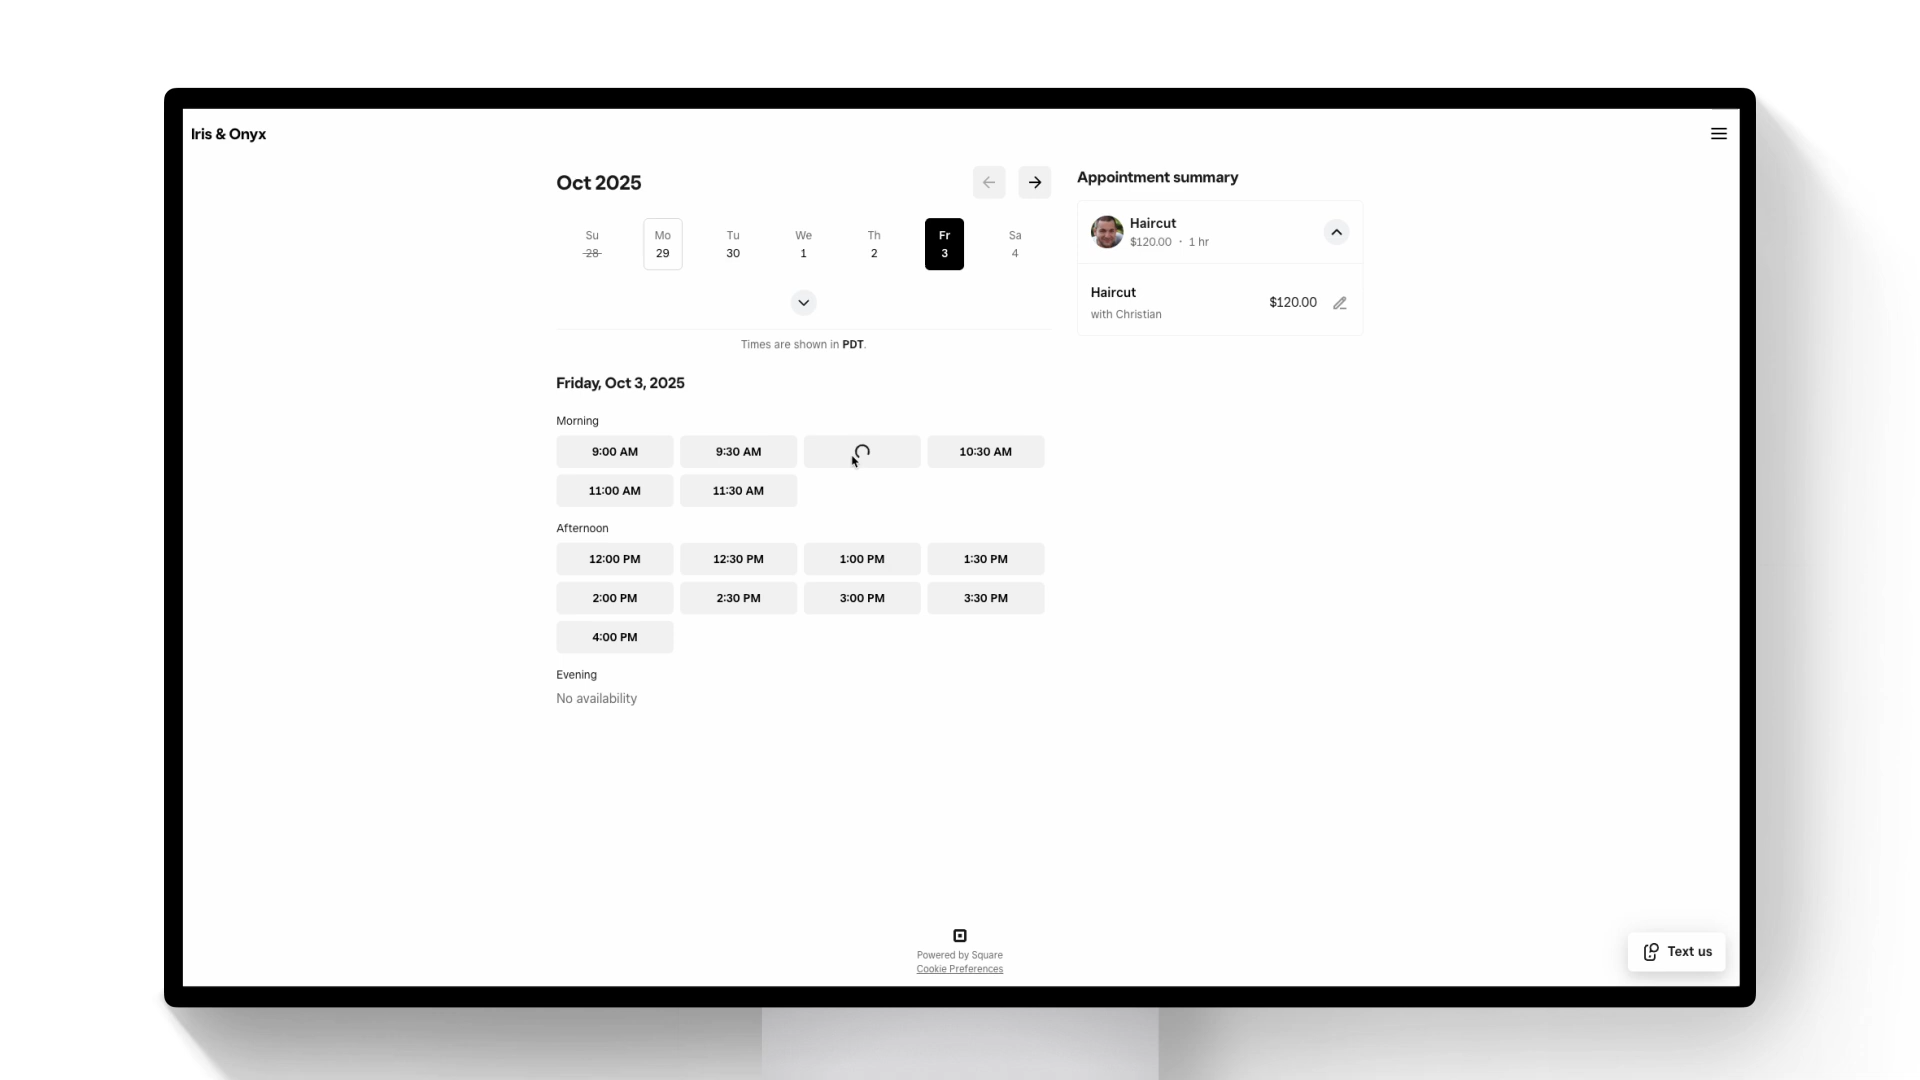 Iris & Onyx
Oct 2025
Su Mo Tu We Th Fr Sa
28 29 30 1 2 3 4
Times are shown in PDT.
Friday, Oct 3, 2025
Morning
9:00 AM 9:30 AM 10:30 AM
11:00 AM 11:30 AM
Afternoon
12:00 PM 12:30 PM 1:00 PM 1:30 PM
2:00 PM 2:30 PM 3:00 PM 3:30 PM
4:00 PM
Evening
No availability
Appointment summary
Haircut
$120.00 · 1 hr
Haircut $120.00
with Christian
Powered by Square
Cookie Preferences
Text us